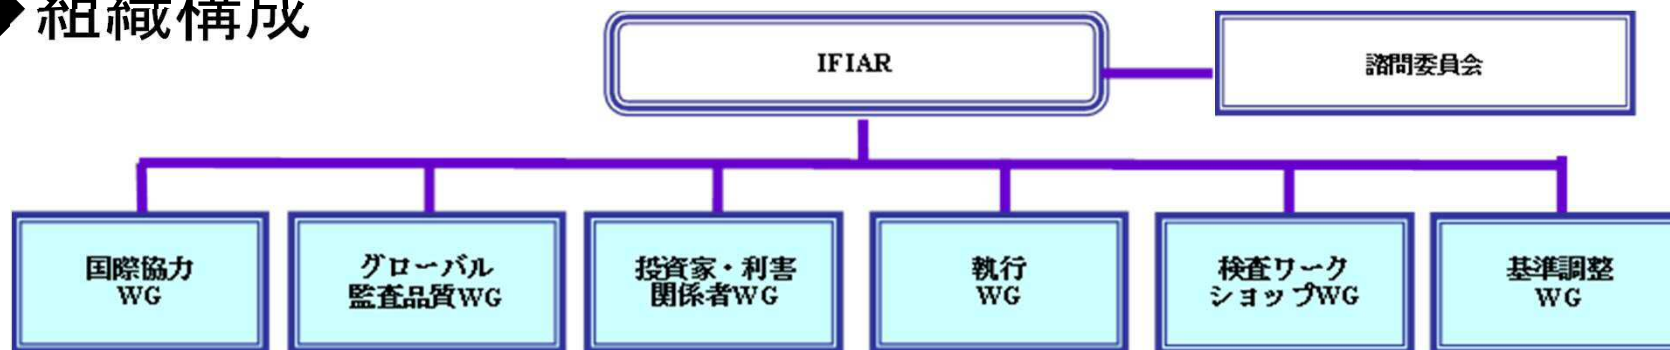 ◆組織構成
IFIAR
諮問委員会
国際協力
WG
グローバル
監査品質WG
投資家・利害
関係者WG
執行
WG
検査ワーク
ショップWG
基準調整
WG